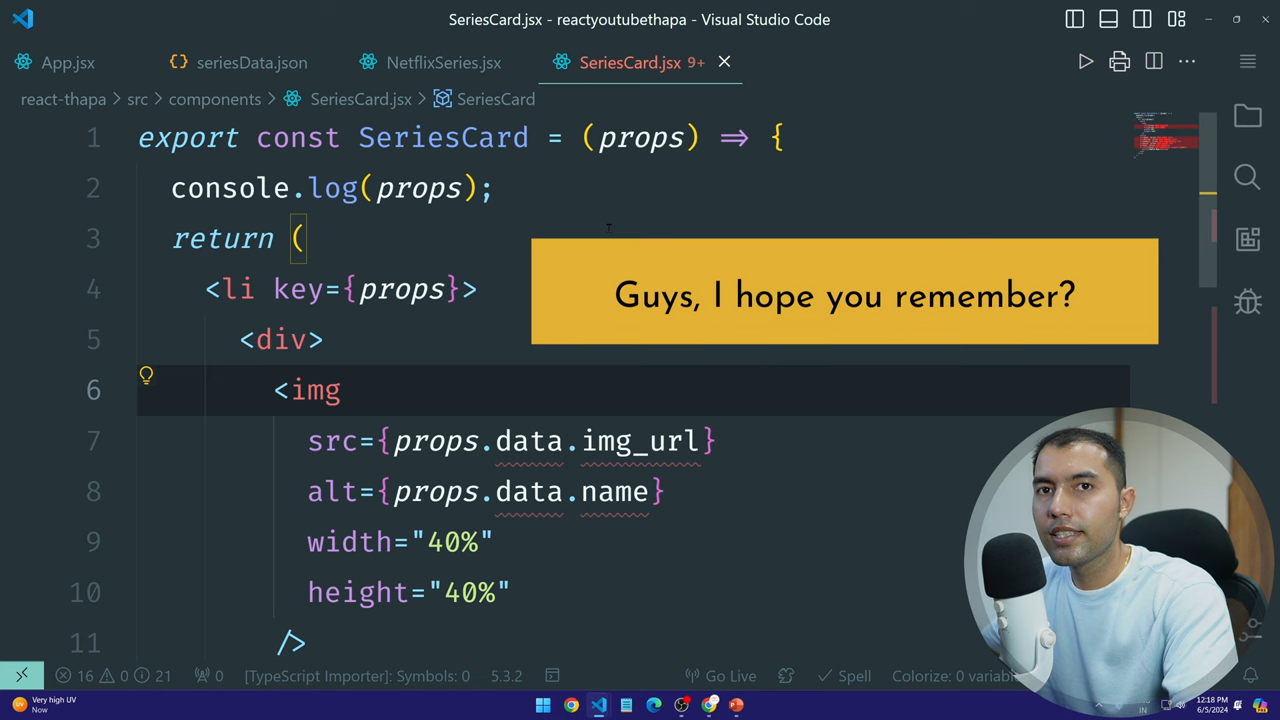 SeriesCard.jsx - reactyoutubethapa - Visual Studio Code
App.jsx
seriesData.json
NetflixSeries.jsx
SeriesCard.jsx 9+
react-thapa > src > components > SeriesCard.jsx > SeriesCard
1 export const SeriesCard = (props) => {
2 console.log(props);
3 return (
4 <li key={props}>
5 <div>
6 <img
7 src={props.data.img_url}
8 alt={props.data.name}
9 width="40%"
10 height="40%"
11 />
Guys, I hope you remember?
16 0 21 0 [TypeScript Importer]: Symbols: 0 5.3.2 Go Live Spell Colorize: 0 variab
Very high UV
Now
IN
12:18 PM
6/5/2024